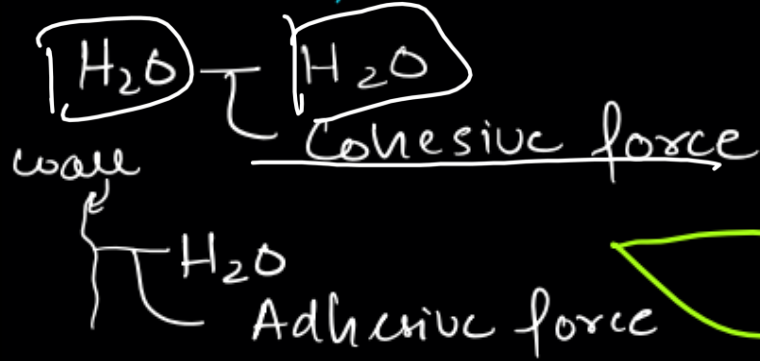 H₂O — H₂O
Cohesive force
wall
H₂O
Adhesive force